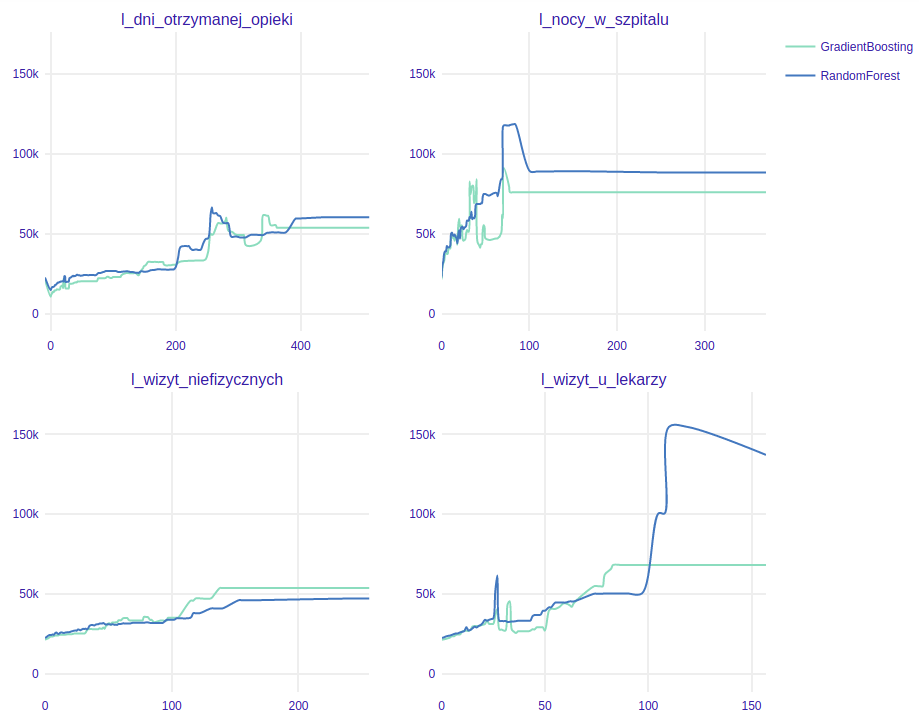 l_dni_otrzymanej_opieki
l_nocy_w_szpitalu
GradientBoosting
RandomForest
150k
100k
50k
0
0 200 400
150k
100k
50k
0
0 100 200 300
l_wizyt_niefizycznych
l_wizyt_u_lekarzy
150k
100k
50k
0
0 100 200
150k
100k
50k
0
0 50 100 150